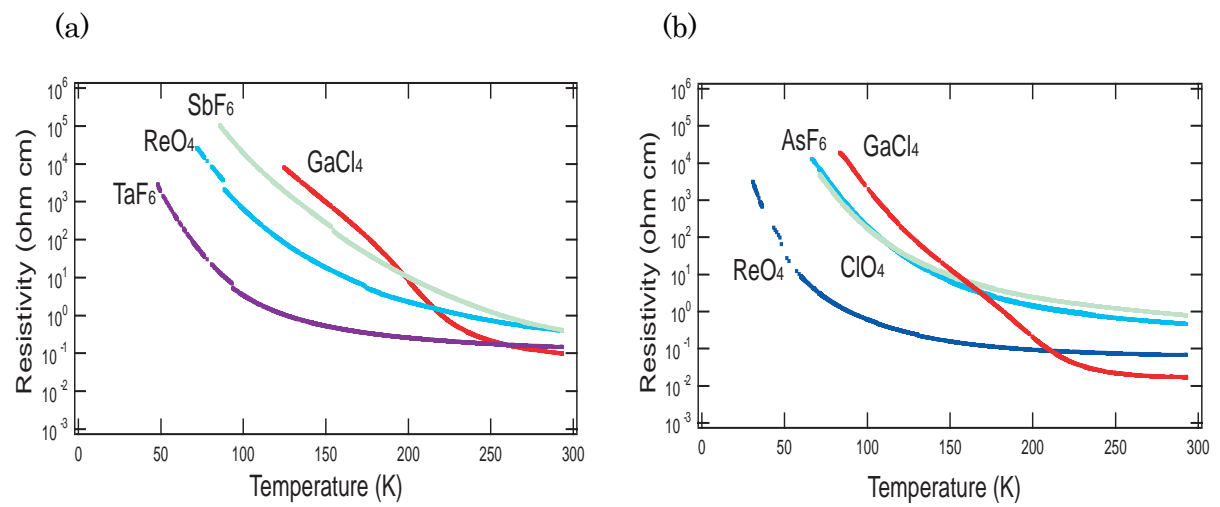 (a)
Resistivity (ohm cm)
10^6
10^5
10^4
10^3
10^2
10^1
10^0
10^-1
10^-2
10^-3
SbF6
ReO4
TaF6
GaCl4
0 50 100 150 200 250 300
Temperature (K)
(b)
Resistivity (ohm cm)
10^6
10^5
10^4
10^3
10^2
10^1
10^0
10^-1
10^-2
10^-3
AsF6
GaCl4
ReO4
ClO4
0 50 100 150 200 250 300
Temperature (K)